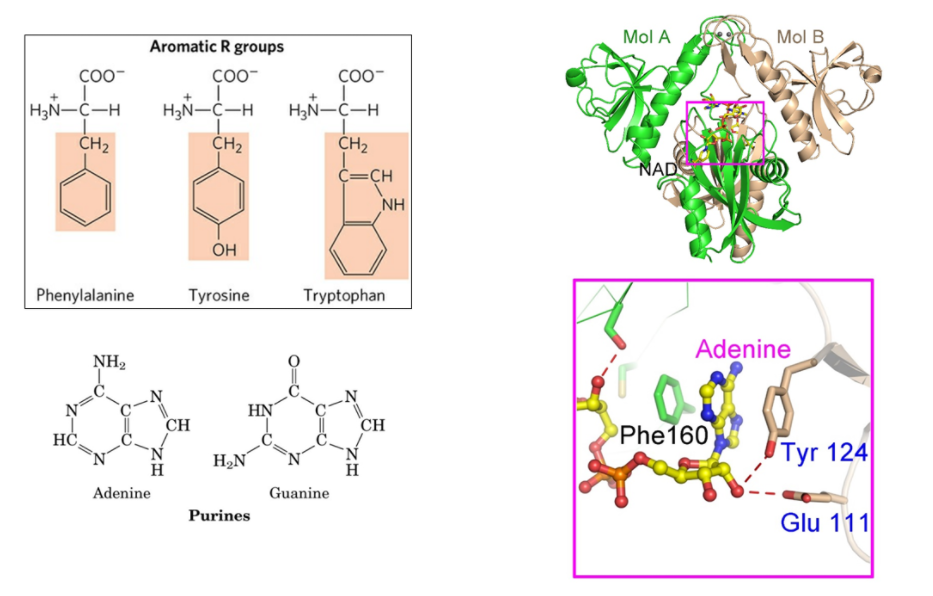 Aromatic R groups
COO⁻ COO⁻ COO⁻
H₃N⁺—C—H H₃N⁺—C—H H₃N⁺—C—H
CH₂ CH₂ CH₂
C=CH
NH
OH
Phenylalanine Tyrosine Tryptophan
Mol A Mol B
NAD
NH₂
C
N C N
HC C CH
N N
H
Adenine
O
C
HN C N
C C CH
H₂N N N
H
Guanine
Purines
Adenine
Phe160
Tyr 124
Glu 111